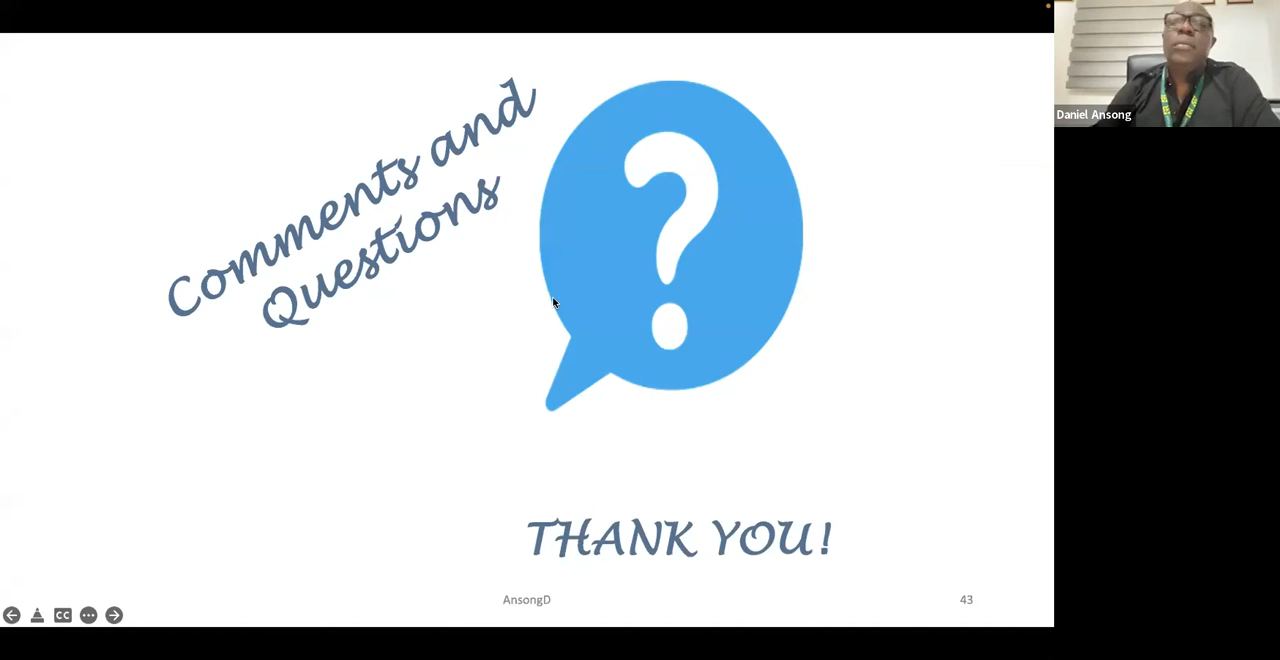 Comments and
Questions
THANK YOU!
AnsongD
43
CC
Daniel Ansong